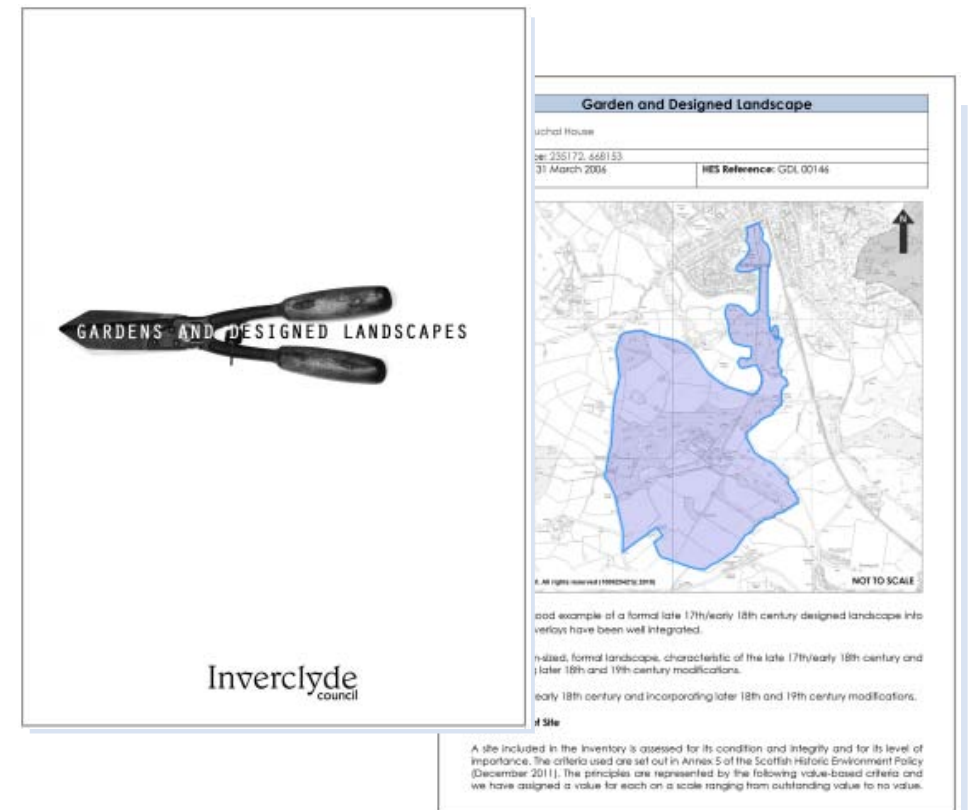 GARDENS AND DESIGNED LANDSCAPES
Inverclyde
council
Garden and Designed Landscape
uchal House
ce: 235172, 668153
31 March 2006
HES Reference: GDL 00146
N
All rights reserved
NOT TO SCALE
ood example of a formal late 17th/early 18th century designed landscape into
verlays have been well integrated.
-sized, formal landscape, characteristic of the late 17th/early 18th century and
later 18th and 19th century modifications.
early 18th century and incorporating later 18th and 19th century modifications.
of Site
A site included in the Inventory is assessed for its condition and integrity and for its level of
importance. The criteria used are set out in Annex 5 of the Scottish Historic Environment Policy
(December 2011). The principles are represented by the following value-based criteria and
we have assigned a value for each on a scale ranging from outstanding value to no value.